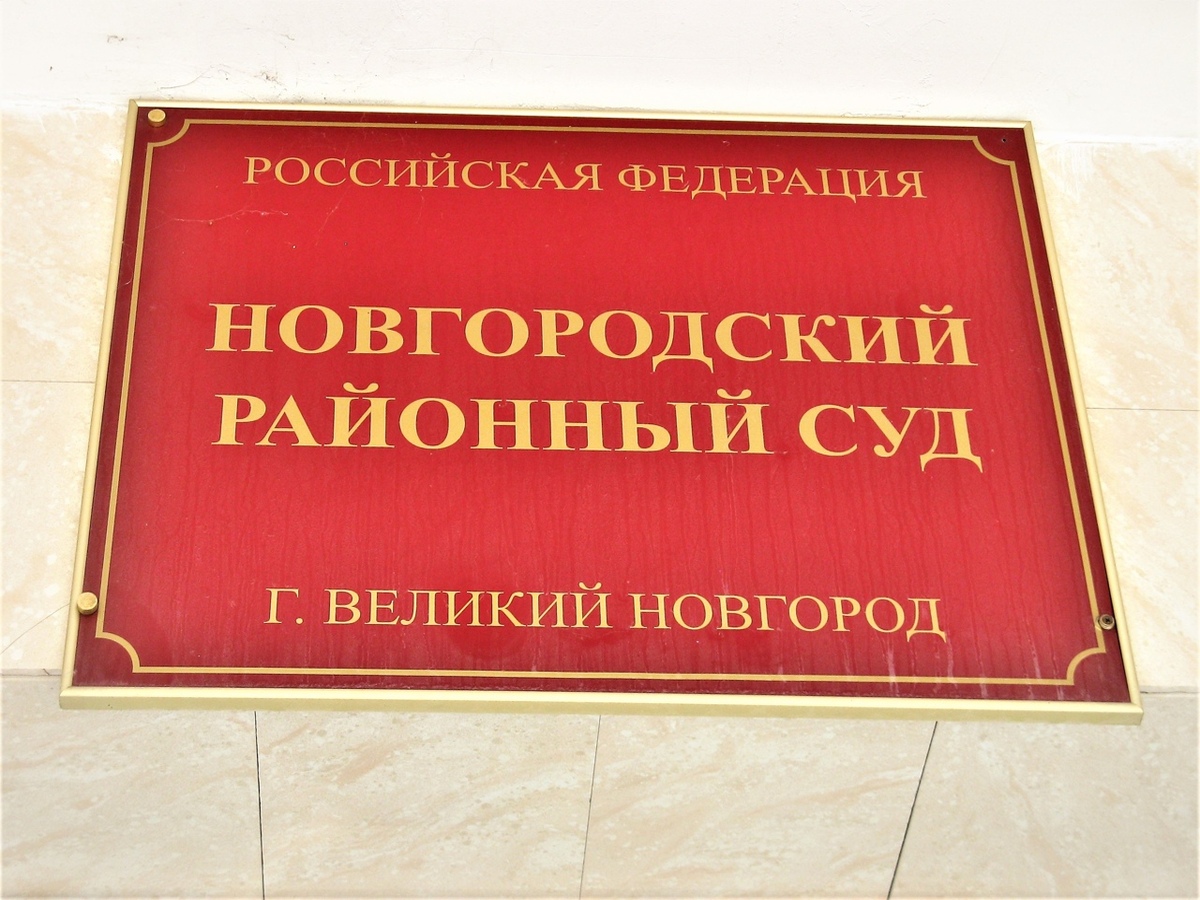 РОССИЙСКАЯ ФЕДЕРАЦИЯ
НОВГОРОДСКИЙ
РАЙОННЫЙ СУД
Г. ВЕЛИКИЙ НОВГОРОД